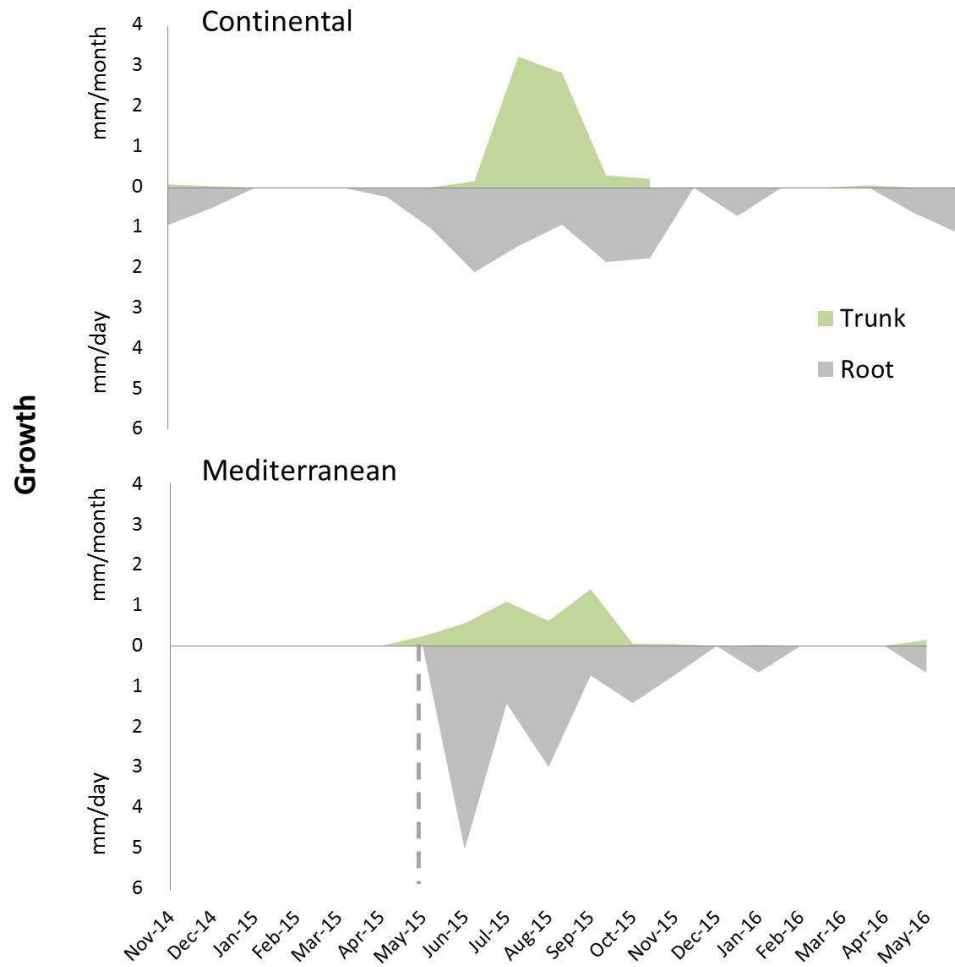 Growth
Continental
mm/month
4
3
2
1
0
1
2
3
4
5
6
mm/day
Trunk
Root
Mediterranean
mm/month
4
3
2
1
0
1
2
3
4
5
6
mm/day
Nov-14
Dec-14
Jan-15
Feb-15
Mar-15
Apr-15
May-15
Jun-15
Jul-15
Aug-15
Sep-15
Oct-15
Nov-15
Dec-15
Jan-16
Feb-16
Mar-16
Apr-16
May-16